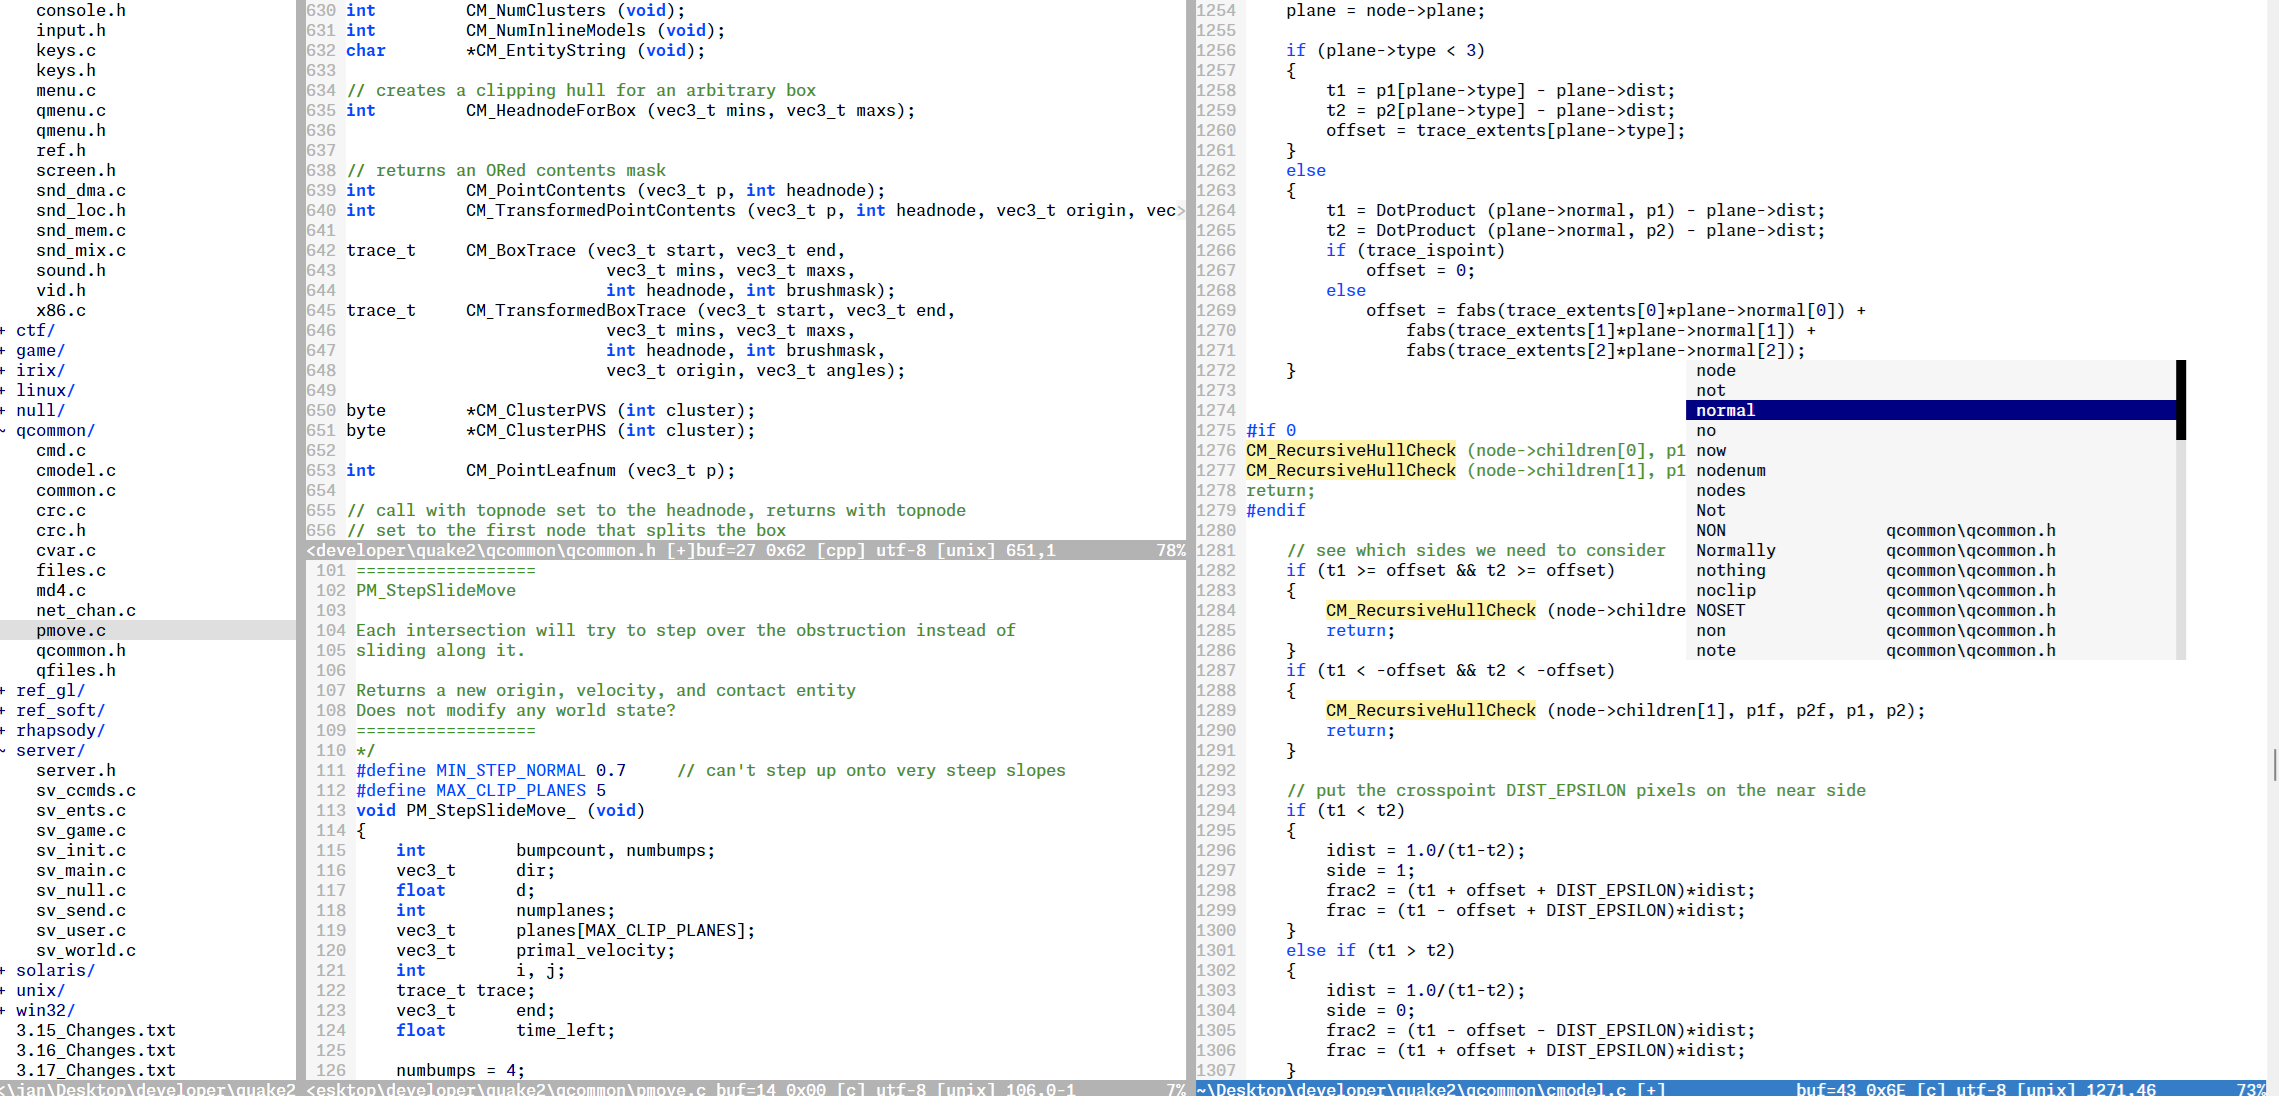 console.h
input.h
keys.c
keys.h
menu.c
qmenu.c
qmenu.h
ref.h
screen.h
snd_dma.c
snd_loc.h
snd_mem.c
snd_mix.c
sound.h
vid.h
x86.c
+ ctf/
+ game/
+ irix/
+ linux/
+ null/
~ qcommon/
cmd.c
cmodel.c
common.c
crc.c
crc.h
cvar.c
files.c
md4.c
net_chan.c
pmove.c
qcommon.h
qfiles.h
+ ref_gl/
+ ref_soft/
+ rhapsody/
~ server/
server.h
sv_ccmds.c
sv_ents.c
sv_game.c
sv_init.c
sv_main.c
sv_null.c
sv_send.c
sv_user.c
sv_world.c
+ solaris/
+ unix/
+ win32/
3.15_Changes.txt
3.16_Changes.txt
3.17_Changes.txt
<\jan\Desktop\developer\quake2
630 int         CM_NumClusters (void);
631 int         CM_NumInlineModels (void);
632 char        *CM_EntityString (void);
633
634 // creates a clipping hull for an arbitrary box
635 int         CM_HeadnodeForBox (vec3_t mins, vec3_t maxs);
636
637
638 // returns an ORed contents mask
639 int         CM_PointContents (vec3_t p, int headnode);
640 int         CM_TransformedPointContents (vec3_t p, int headnode, vec3_t origin, vec>
641
642 trace_t     CM_BoxTrace (vec3_t start, vec3_t end,
643                           vec3_t mins, vec3_t maxs,
644                           int headnode, int brushmask);
645 trace_t     CM_TransformedBoxTrace (vec3_t start, vec3_t end,
646                           vec3_t mins, vec3_t maxs,
647                           int headnode, int brushmask,
648                           vec3_t origin, vec3_t angles);
649
650 byte        *CM_ClusterPVS (int cluster);
651 byte        *CM_ClusterPHS (int cluster);
652
653 int         CM_PointLeafnum (vec3_t p);
654
655 // call with topnode set to the headnode, returns with topnode
656 // set to the first node that splits the box
<developer\quake2\qcommon\qcommon.h [+]buf=27 0x62 [cpp] utf-8 [unix] 651,1          78%
101 ==================
102 PM_StepSlideMove
103
104 Each intersection will try to step over the obstruction instead of
105 sliding along it.
106
107 Returns a new origin, velocity, and contact entity
108 Does not modify any world state?
109 ==================
110 */
111 #define MIN_STEP_NORMAL 0.7     // can't step up onto very steep slopes
112 #define MAX_CLIP_PLANES 5
113 void PM_StepSlideMove_ (void)
114 {
115     int         bumpcount, numbumps;
116     vec3_t      dir;
117     float       d;
118     int         numplanes;
119     vec3_t      planes[MAX_CLIP_PLANES];
120     vec3_t      primal_velocity;
121     int         i, j;
122     trace_t trace;
123     vec3_t      end;
124     float       time_left;
125
126     numbumps = 4;
<esktop\developer\quake2\qcommon\pmove.c buf=14 0x00 [c] utf-8 [unix] 106,0-1         7%
1254     plane = node->plane;
1255
1256     if (plane->type < 3)
1257     {
1258         t1 = p1[plane->type] - plane->dist;
1259         t2 = p2[plane->type] - plane->dist;
1260         offset = trace_extents[plane->type];
1261     }
1262     else
1263     {
1264         t1 = DotProduct (plane->normal, p1) - plane->dist;
1265         t2 = DotProduct (plane->normal, p2) - plane->dist;
1266         if (trace_ispoint)
1267             offset = 0;
1268         else
1269             offset = fabs(trace_extents[0]*plane->normal[0]) +
1270                 fabs(trace_extents[1]*plane->normal[1]) +
1271                 fabs(trace_extents[2]*plane->normal[2]);
1272     }
1273
1274
1275 #if 0
1276 CM_RecursiveHullCheck (node->children[0], p1
1277 CM_RecursiveHullCheck (node->children[1], p1
1278 return;
1279 #endif
1280
1281     // see which sides we need to consider
1282     if (t1 >= offset && t2 >= offset)
1283     {
1284         CM_RecursiveHullCheck (node->childre
1285         return;
1286     }
1287     if (t1 < -offset && t2 < -offset)
1288     {
1289         CM_RecursiveHullCheck (node->children[1], p1f, p2f, p1, p2);
1290         return;
1291     }
1292
1293     // put the crosspoint DIST_EPSILON pixels on the near side
1294     if (t1 < t2)
1295     {
1296         idist = 1.0/(t1-t2);
1297         side = 1;
1298         frac2 = (t1 + offset + DIST_EPSILON)*idist;
1299         frac = (t1 - offset + DIST_EPSILON)*idist;
1300     }
1301     else if (t1 > t2)
1302     {
1303         idist = 1.0/(t1-t2);
1304         side = 0;
1305         frac2 = (t1 - offset - DIST_EPSILON)*idist;
1306         frac = (t1 + offset + DIST_EPSILON)*idist;
1307     }
node
not
normal
no
now
nodenum
nodes
Not
NON                qcommon\qcommon.h
Normally           qcommon\qcommon.h
nothing            qcommon\qcommon.h
noclip             qcommon\qcommon.h
NOSET              qcommon\qcommon.h
non                qcommon\qcommon.h
note               qcommon\qcommon.h
~\Desktop\developer\quake2\qcommon\cmodel.c [+]             buf=43 0x6E [c] utf-8 [unix] 1271,46        73%